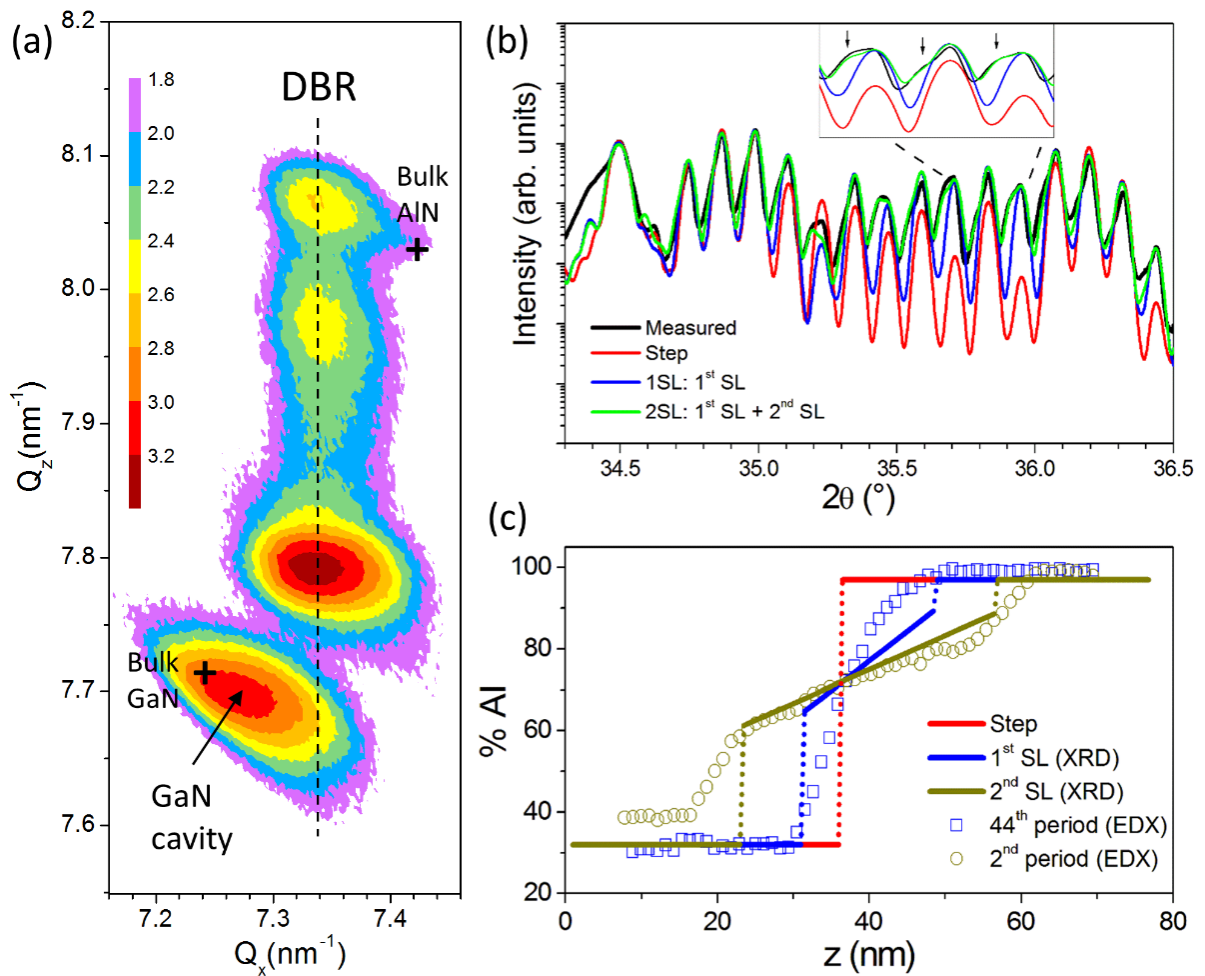 (a)
8.2
8.1
8.0
7.9
7.8
7.7
7.6
Q_z(nm⁻¹)
7.2
7.3
7.4
Q_x(nm⁻¹)
1.8
2.0
2.2
2.4
2.6
2.8
3.0
3.2
DBR
Bulk
AlN
Bulk
GaN
GaN
cavity
(b)
Intensity (arb. units)
Measured
Step
1SL: 1ˢᵗ SL
2SL: 1ˢᵗ SL + 2ⁿᵈ SL
34.5
35.0
35.5
36.0
36.5
2θ (°)
(c)
100
80
60
40
20
% Al
Step
1ˢᵗ SL (XRD)
2ⁿᵈ SL (XRD)
44ᵗʰ period (EDX)
2ⁿᵈ period (EDX)
0
20
40
60
80
z (nm)